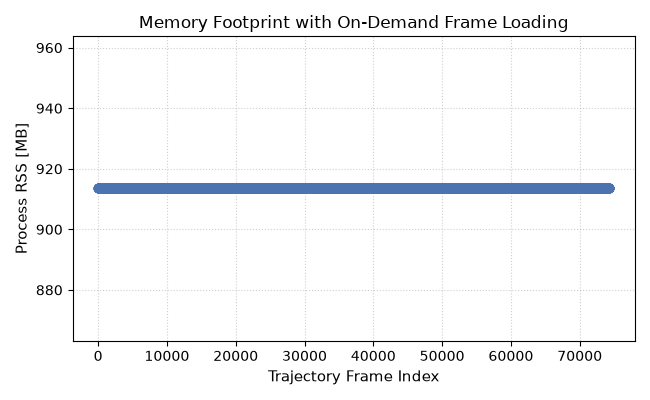 Memory Footprint with On-Demand Frame Loading
960
940
920
900
880
Process RSS [MB]
0 10000 20000 30000 40000 50000 60000 70000
Trajectory Frame Index